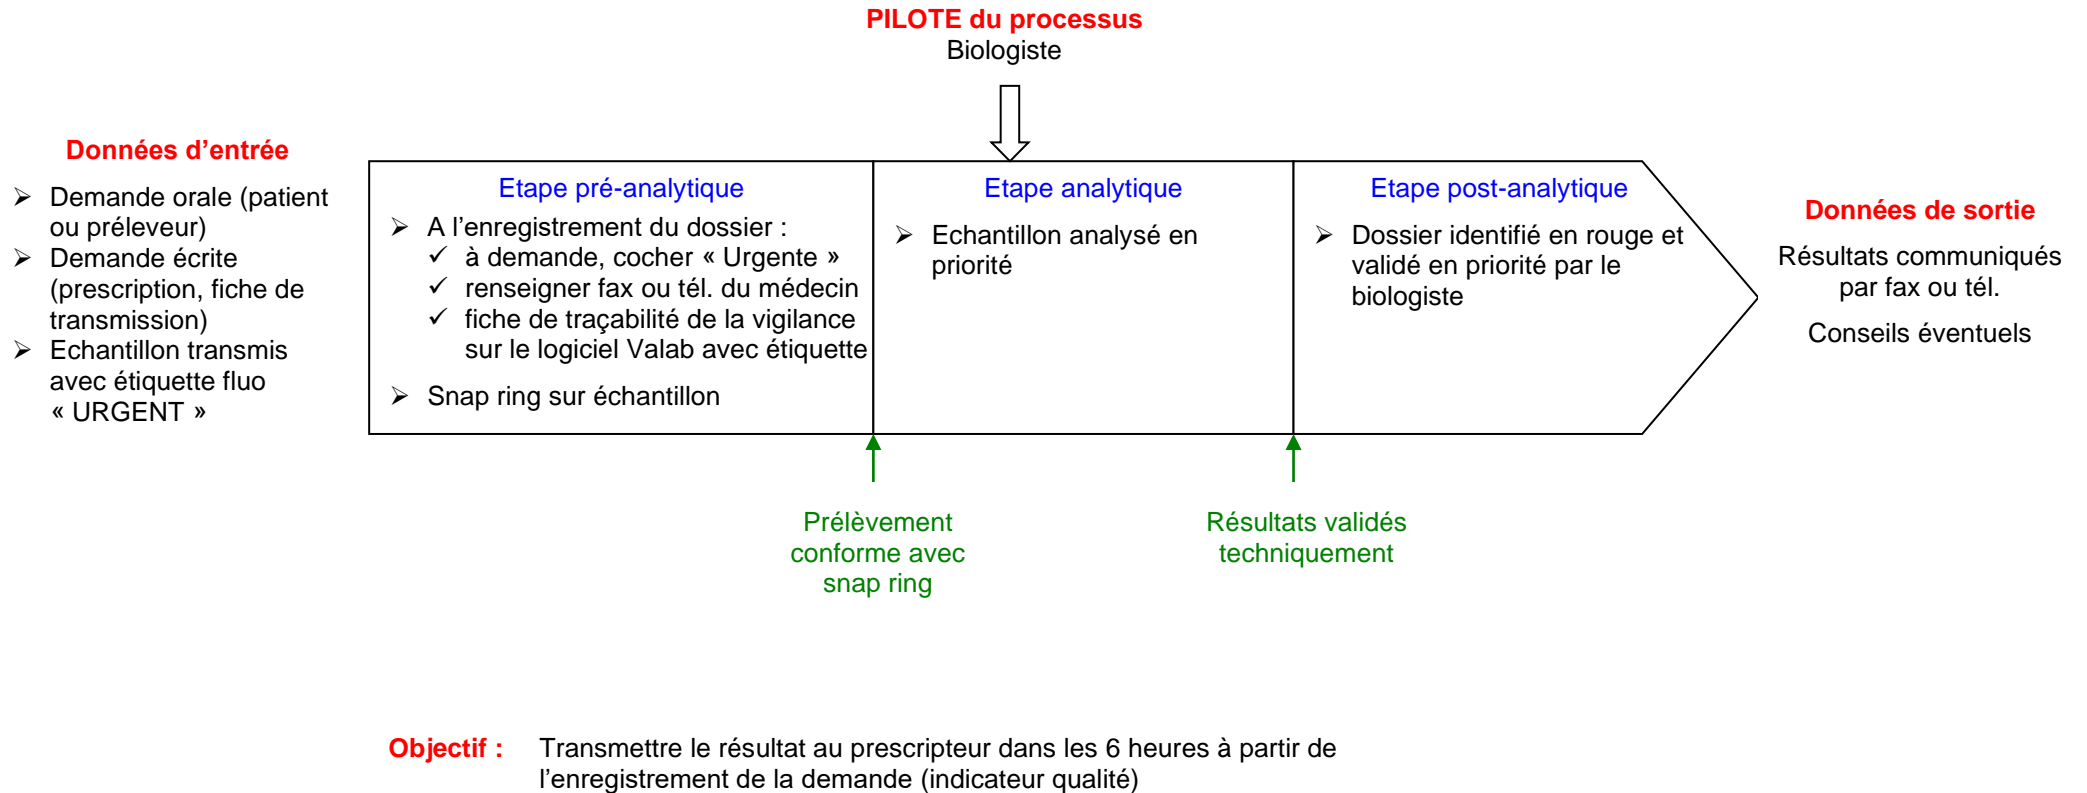 PILOTE du processus
Biologiste
Données d’entrée
➢ Demande orale (patient
ou préleveur)
➢ Demande écrite
(prescription, fiche de
transmission)
➢ Echantillon transmis
avec étiquette fluo
« URGENT »
Etape pré-analytique
➢ A l’enregistrement du dossier :
✓ à demande, cocher « Urgente »
✓ renseigner fax ou tél. du médecin
✓ fiche de traçabilité de la vigilance
sur le logiciel Valab avec étiquette
➢ Snap ring sur échantillon
Etape analytique
➢ Echantillon analysé en
priorité
Etape post-analytique
➢ Dossier identifié en rouge et
validé en priorité par le
biologiste
Données de sortie
Résultats communiqués
par fax ou tél.
Conseils éventuels
Prélèvement
conforme avec
snap ring
Résultats validés
techniquement
Objectif : Transmettre le résultat au prescripteur dans les 6 heures à partir de
l’enregistrement de la demande (indicateur qualité)